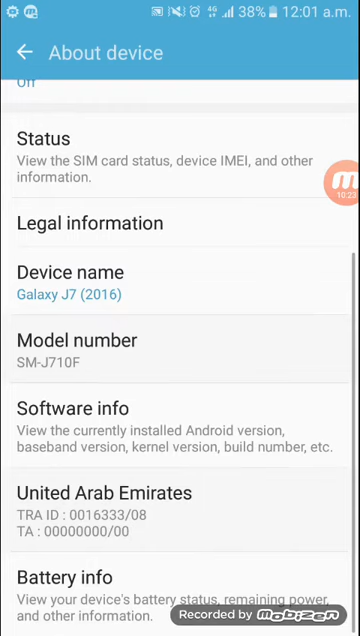 4G 38% 12:01 a.m.
About device
Off
Status
View the SIM card status, device IMEI, and other
information.
m
10:23
Legal information
Device name
Galaxy J7 (2016)
Model number
SM-J710F
Software info
View the currently installed Android version,
baseband version, kernel version, build number, etc.
United Arab Emirates
TRA ID : 0016333/08
TA : 00000000/00
Battery info
View your device's battery status, remaining power,
and other information.
Recorded by mobizen